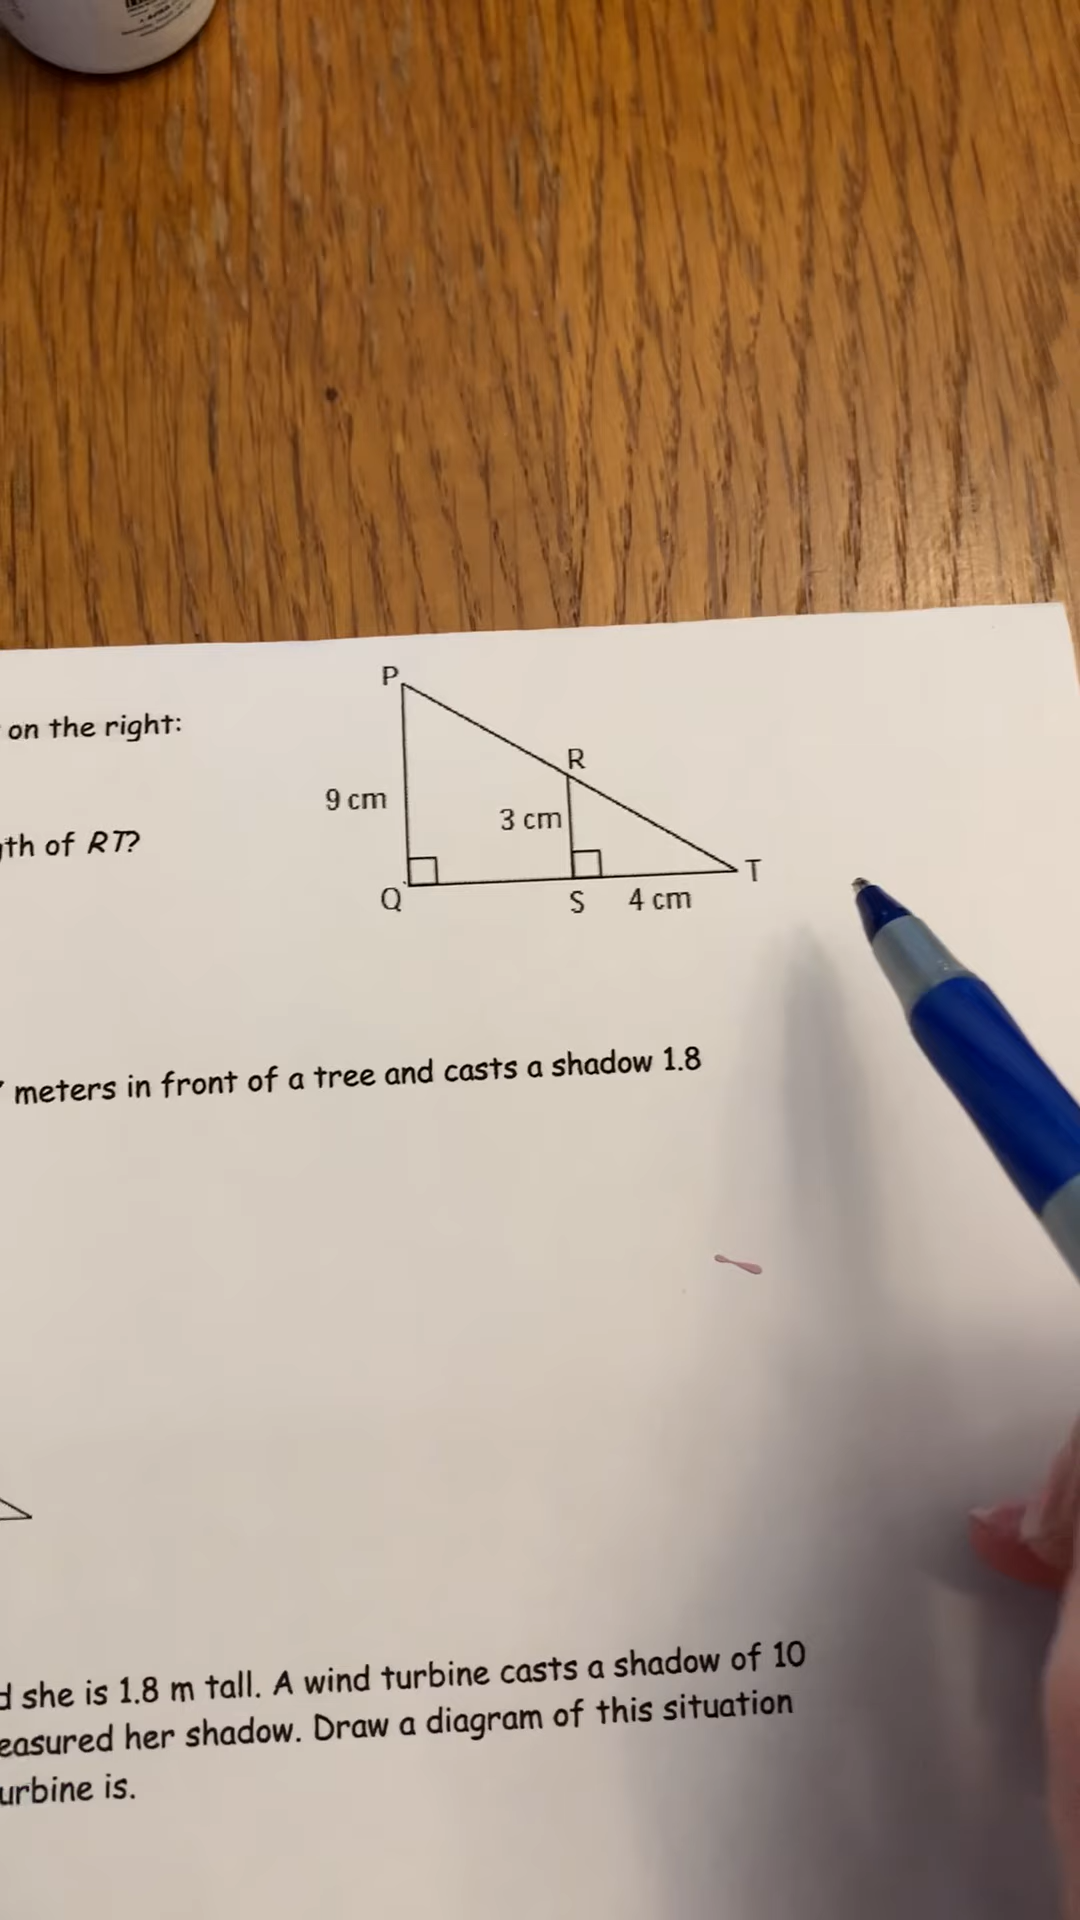 P
on the right:
R
9 cm
3 cm
th of RT?
T
Q
S
4 cm
meters in front of a tree and casts a shadow 1.8
she is 1.8 m tall. A wind turbine casts a shadow of 10
easured her shadow. Draw a diagram of this situation
urbine is.